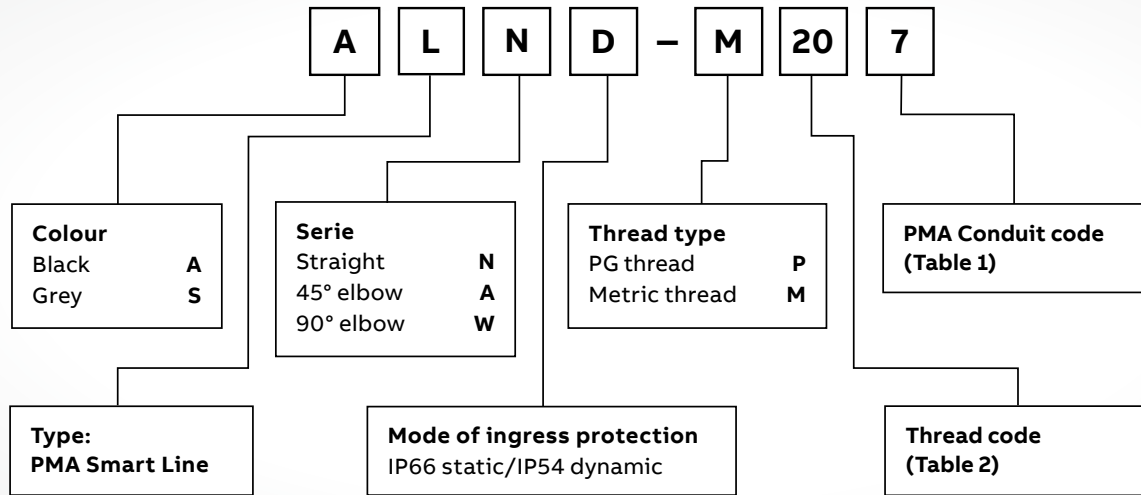 A L N D – M 20 7
Colour
Black A
Grey S
Serie
Straight N
45° elbow A
90° elbow W
Thread type
PG thread P
Metric thread M
PMA Conduit code
(Table 1)
Type:
PMA Smart Line
Mode of ingress protection
IP66 static/IP54 dynamic
Thread code
(Table 2)